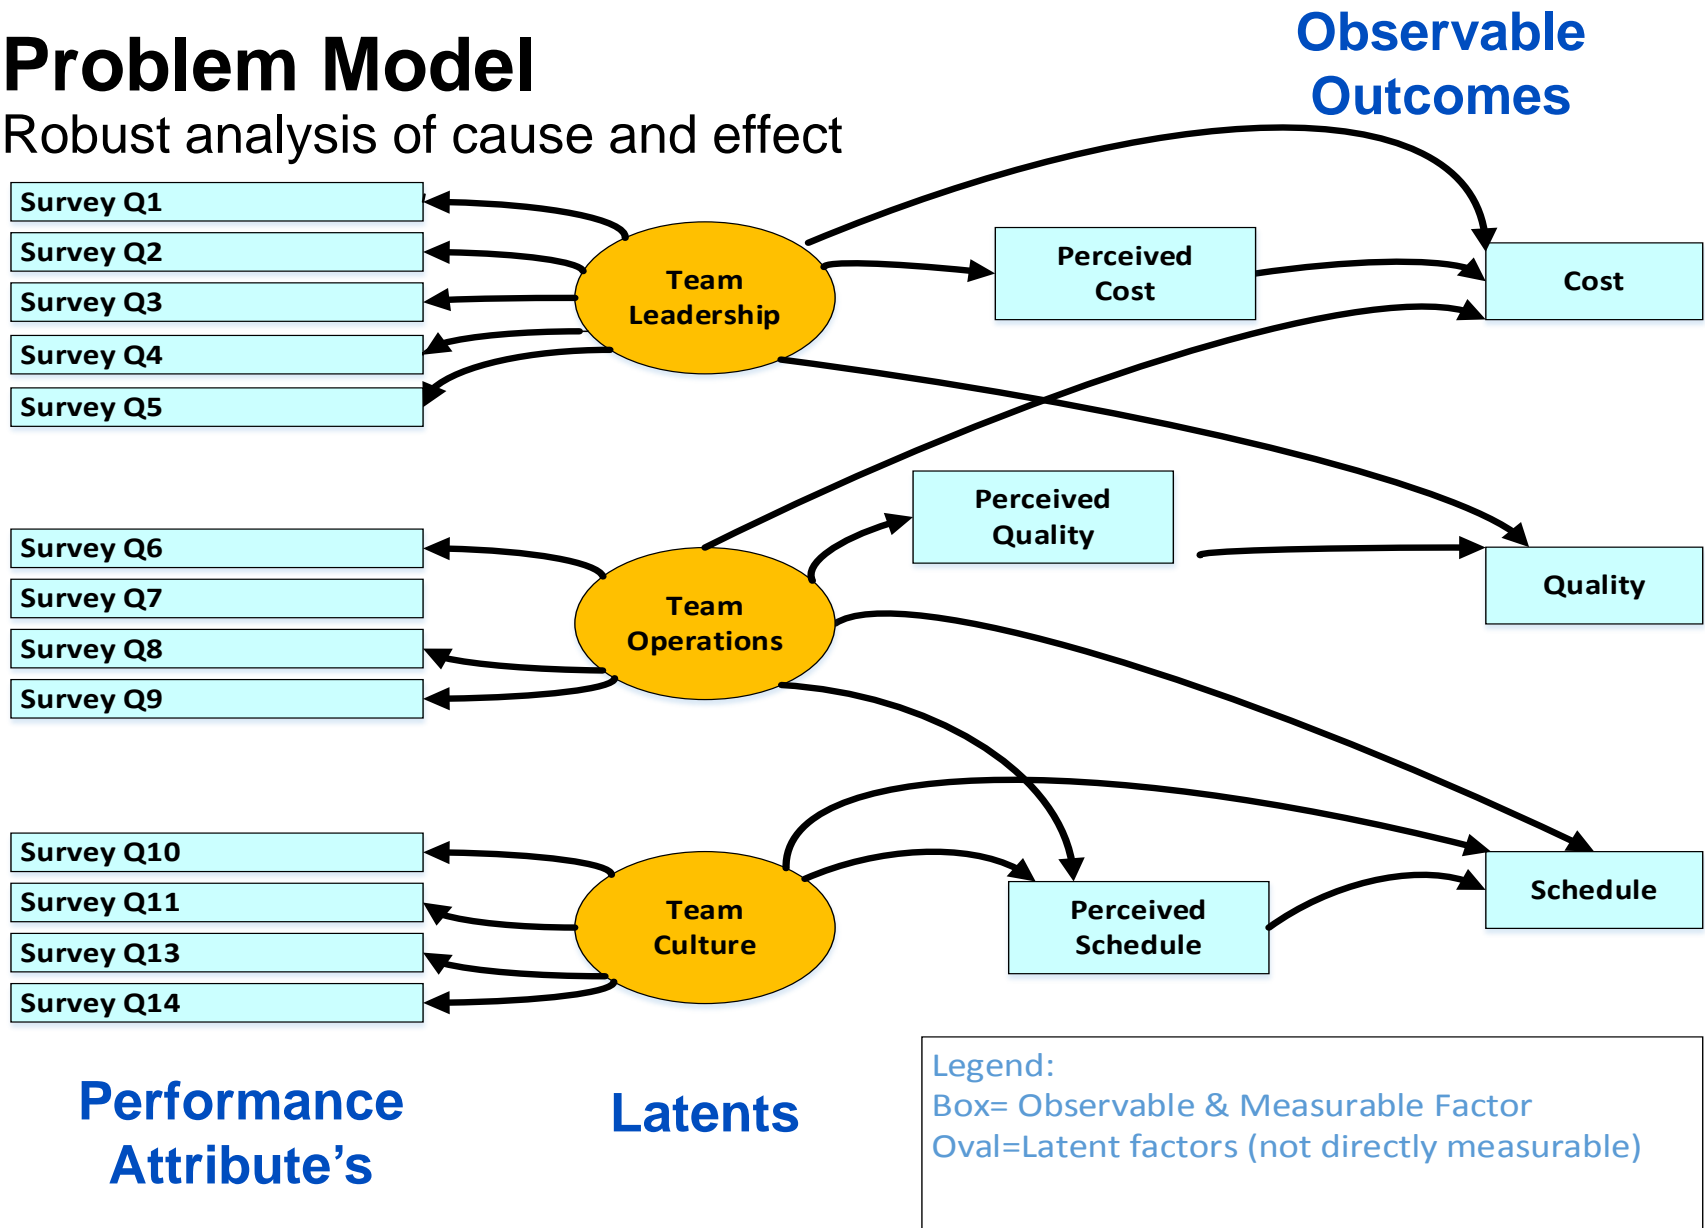 Problem Model
Robust analysis of cause and effect
Observable
Outcomes
Survey Q1
Survey Q2
Survey Q3
Survey Q4
Survey Q5
Team
Leadership
Perceived
Cost
Cost
Survey Q6
Survey Q7
Survey Q8
Survey Q9
Team
Operations
Perceived
Quality
Quality
Survey Q10
Survey Q11
Survey Q13
Survey Q14
Team
Culture
Perceived
Schedule
Schedule
Performance
Attribute's
Latents
Legend:
Box= Observable & Measurable Factor
Oval=Latent factors (not directly measurable)